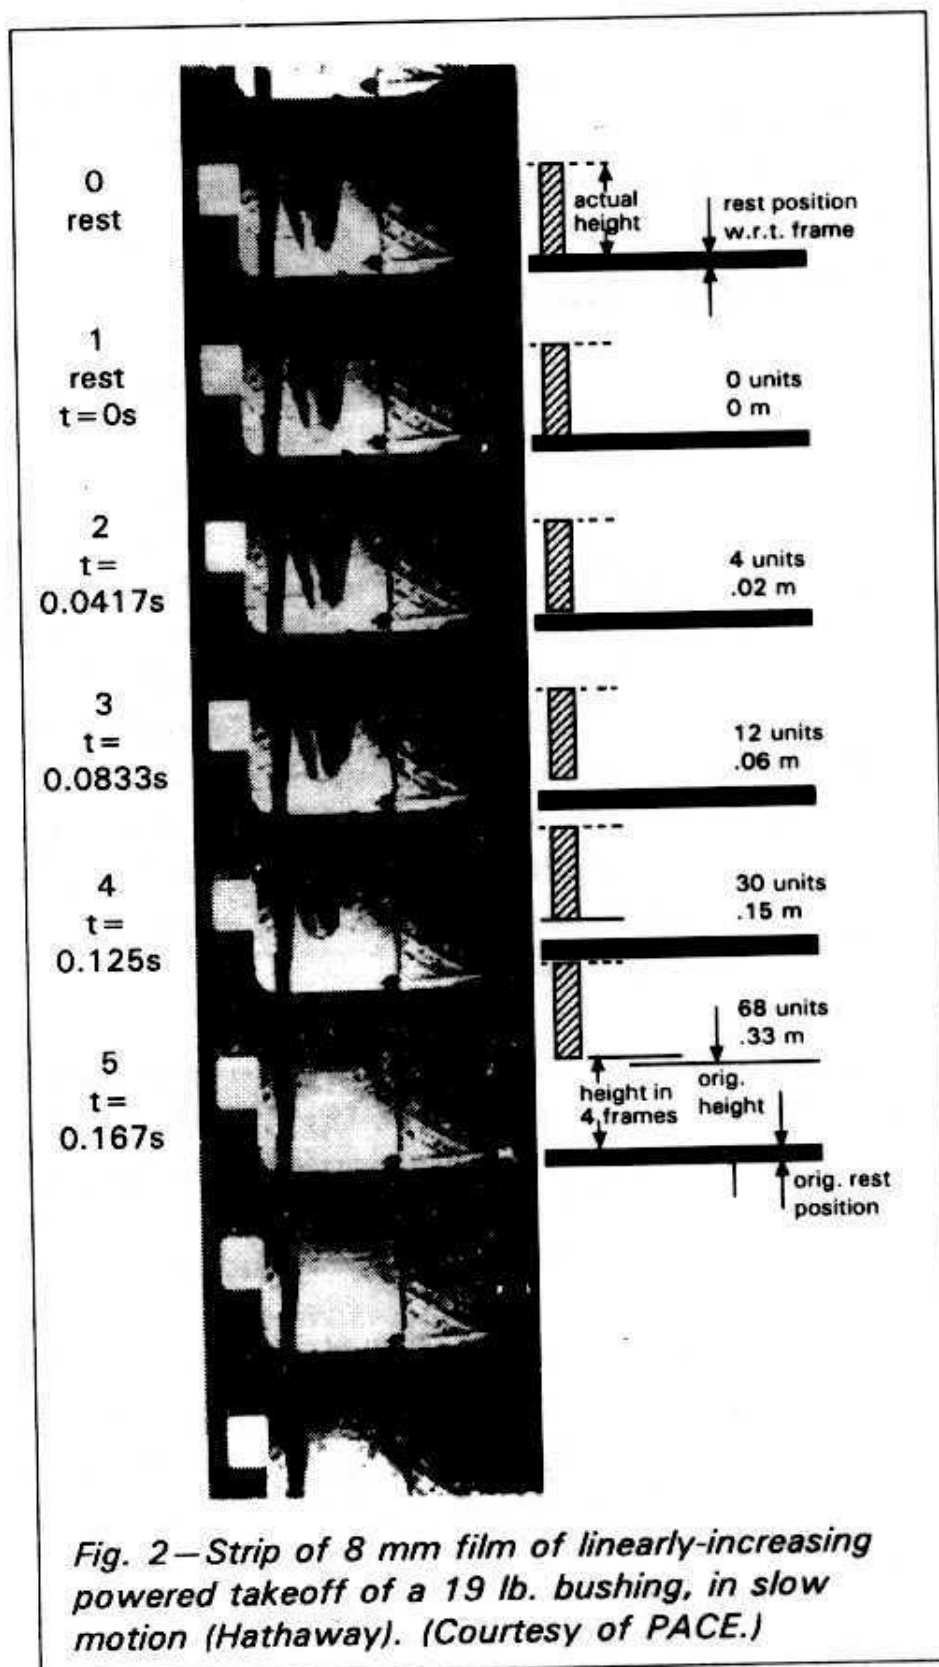 0
rest
actual
height
rest position
w.r.t. frame
1
rest
t=0s
0 units
0 m
2
t=
0.0417s
4 units
.02 m
3
t=
0.0833s
12 units
.06 m
4
t=
0.125s
30 units
.15 m
5
t=
0.167s
68 units
.33 m
height in
4 frames
orig.
height
orig. rest
position
Fig. 2—Strip of 8 mm film of linearly-increasing
powered takeoff of a 19 lb. bushing, in slow
motion (Hathaway). (Courtesy of PACE.)